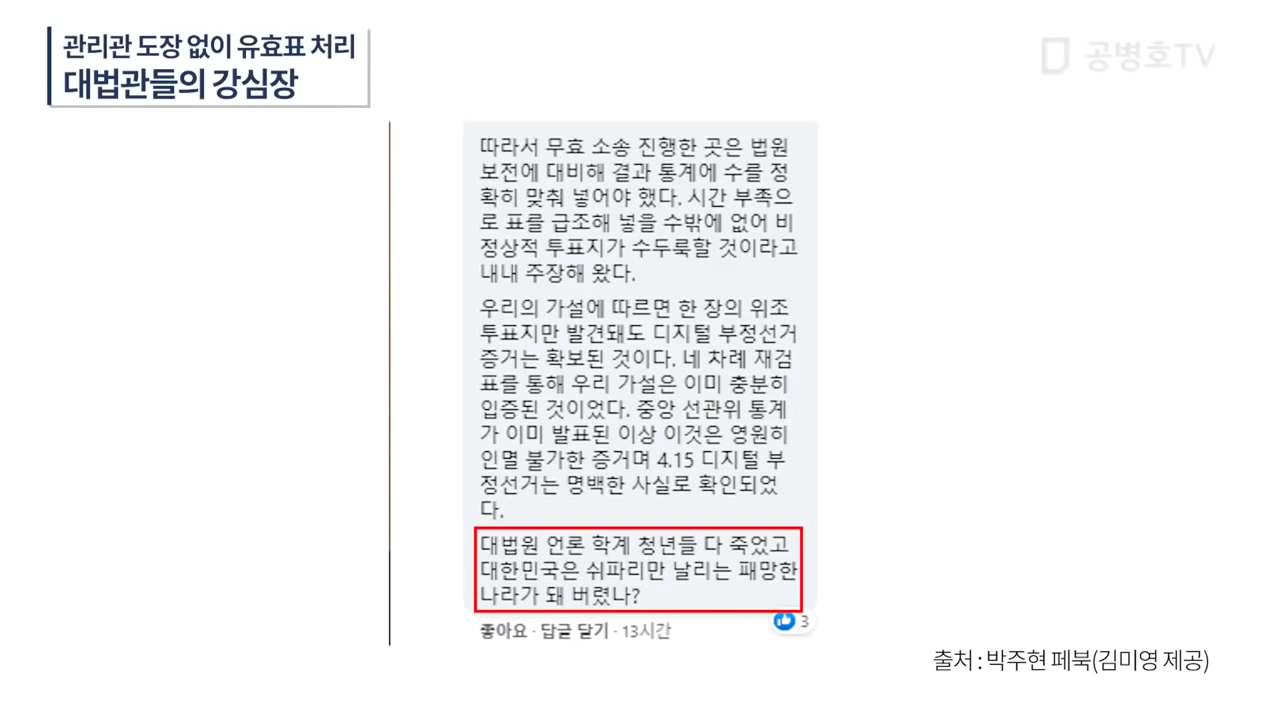 관리관 도장 없이 유효표 처리
대법관들의 강심장
공병호TV
따라서 무효 소송 진행한 곳은 법원
보전에 대비해 결과 통계에 수를 정
확히 맞춰 넣어야 했다. 시간 부족으
로 표를 급조해 넣을 수밖에 없어 비
정상적 투표지가 수두룩할 것이라고
내내 주장해 왔다.
우리의 가설에 따르면 한 장의 위조
투표지만 발견돼도 디지털 부정선거
증거는 확보된 것이다. 네 차례 재검
표를 통해 우리 가설은 이미 충분히
입증된 것이었다. 중앙 선관위 통계
가 이미 발표된 이상 이것은 영원히
인멸 불가한 증거며 4.15 디지털 부
정선거는 명백한 사실로 확인되었
다.
대법원 언론 학계 청년들 다 죽었고
대한민국은 쉬파리만 날리는 패망한
나라가 돼 버렸나?
3
좋아요 · 답글 달기 · 13시간
출처 : 박주현 페북(김미영 제공)